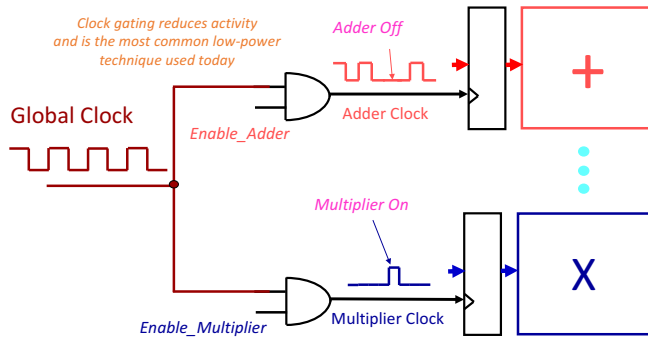 Clock gating reduces activity
and is the most common low-power
technique used today
Adder Off
+
Global Clock
Enable_Adder
Adder Clock
Multiplier On
X
Enable_Multiplier
Multiplier Clock